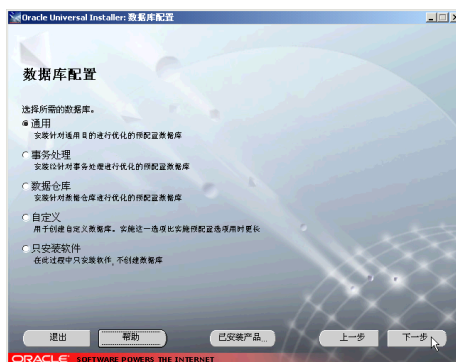 Oracle Universal Installer: 数据库配置
数据库配置
选择所需的数据库。
通用
安装针对通用目的进行优化的预配置数据库
事务处理
安装经针对事务处理进行优化的预配置数据库
数据仓库
安装针对数据仓库进行优化的预配置数据库
自定义
用于创建自定义数据库。实施这一选项比实施预配置选项用时更长
只安装软件
在此过程中只安装软件，不创建数据库
退出
帮助
已安装产品...
上一步
下一步
ORACLE SOFTWARE POWERS THE INTERNET